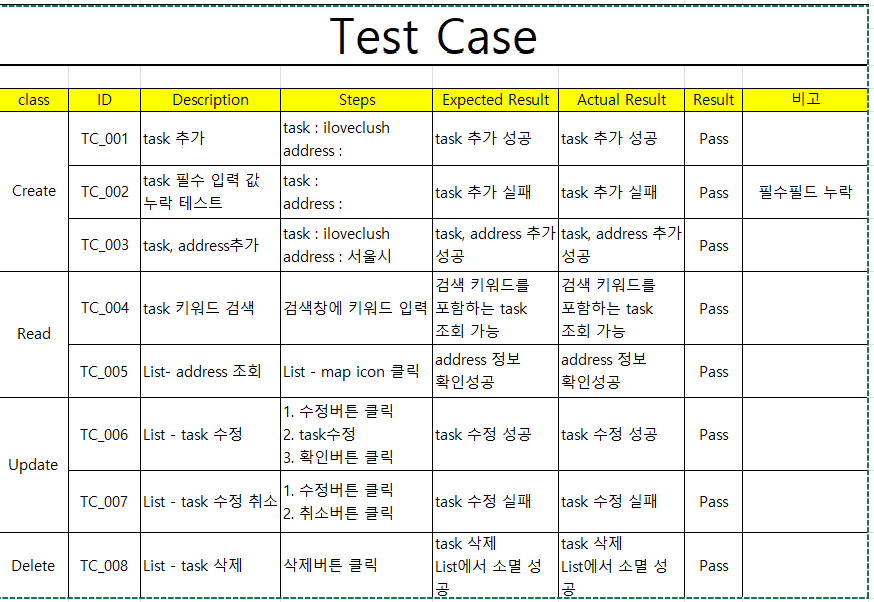 Test Case
class ID Description Steps Expected Result Actual Result Result 비고
Create
TC_001 task 추가 task : iloveclush
address : task 추가 성공 task 추가 성공 Pass
TC_002 task 필수 입력 값
누락 테스트 task :
address : task 추가 실패 task 추가 실패 Pass 필수필드 누락
TC_003 task, address추가 task : iloveclush
address : 서울시 task, address 추가
성공 task, address 추가
성공 Pass
Read
TC_004 task 키워드 검색 검색창에 키워드 입력 검색 키워드를
포함하는 task
조회 가능 검색 키워드를
포함하는 task
조회 가능 Pass
TC_005 List- address 조회 List - map icon 클릭 address 정보
확인성공 address 정보
확인성공 Pass
Update
TC_006 List - task 수정 1. 수정버튼 클릭
2. task수정
3. 확인버튼 클릭 task 수정 성공 task 수정 성공 Pass
TC_007 List - task 수정 취소 1. 수정버튼 클릭
2. 취소버튼 클릭 task 수정 실패 task 수정 실패 Pass
Delete
TC_008 List - task 삭제 삭제버튼 클릭 task 삭제
List에서 소멸 성
공 task 삭제
List에서 소멸 성
공 Pass